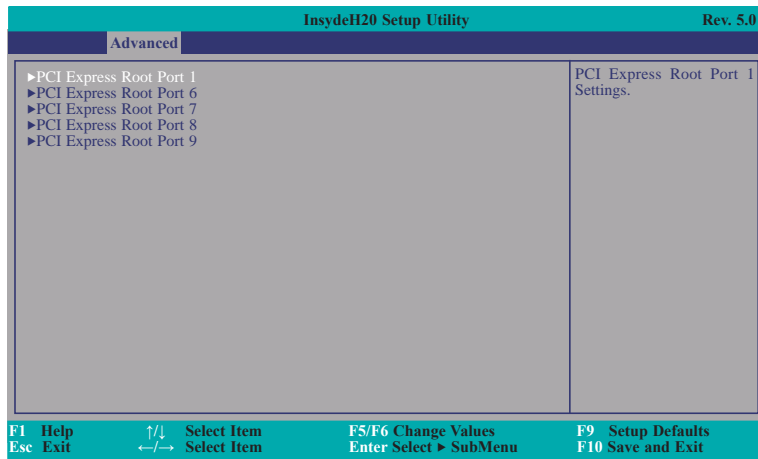 InsydeH20 Setup Utility Rev. 5.0
Advanced
►PCI Express Root Port 1
►PCI Express Root Port 6
►PCI Express Root Port 7
►PCI Express Root Port 8
►PCI Express Root Port 9
PCI Express Root Port 1
Settings.
F1 Help ↑/↓ Select Item F5/F6 Change Values F9 Setup Defaults
Esc Exit ←/→ Select Item Enter Select ► SubMenu F10 Save and Exit